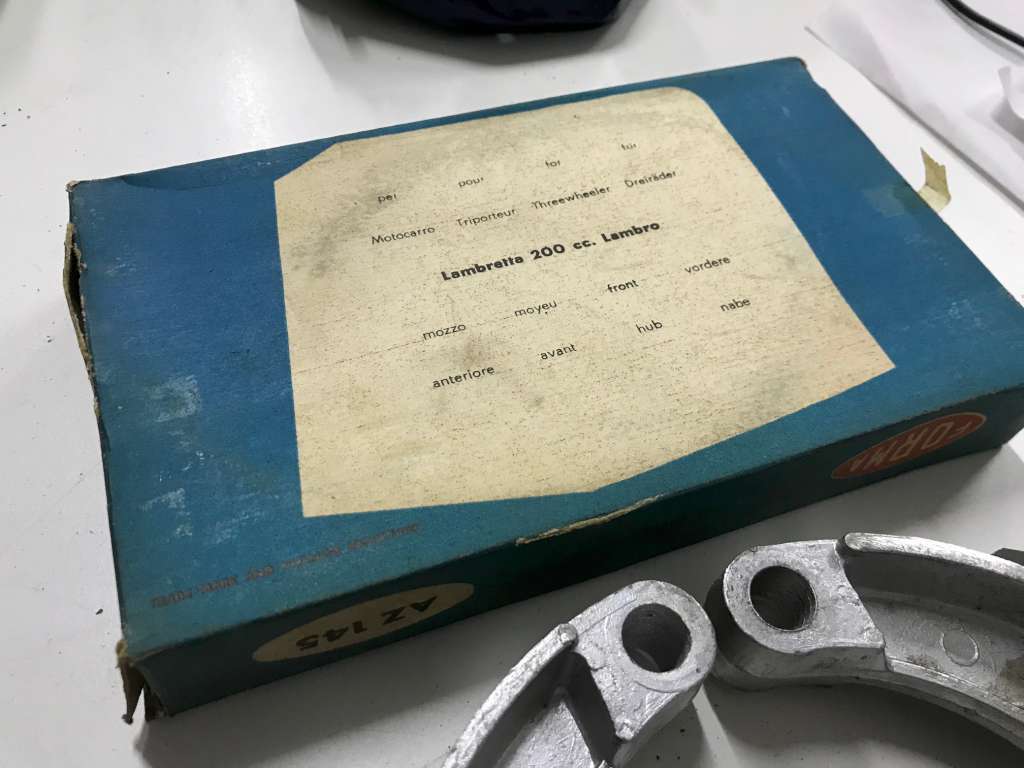 per pour for für
Motocarro Triporteur Threewheeler Dreiräder
Lambretta 200 cc. Lambro
mozzo moyeu front vordere
anteriore avant hub nabe
FORMA
AZ 145